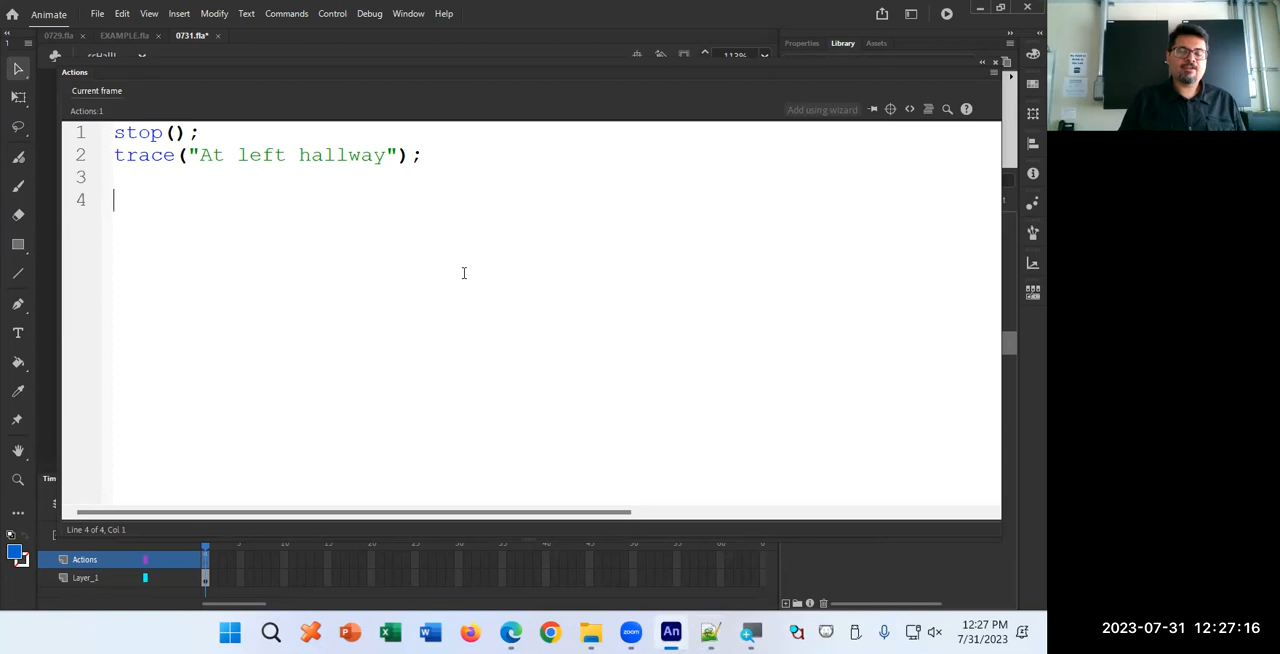 Animate File Edit View Insert Modify Text Commands Control Debug Window Help
0729.fla × EXAMPLE.fla × 0731.fla* ×
Properties Library Assets
Actions
Current frame
Actions:1
Add using wizard
1 stop();
2 trace("At left hallway");
3
4
Line 4 of 4, Col 1
Actions
Layer_1
12:27 PM
7/31/2023
2023-07-31 12:27:16